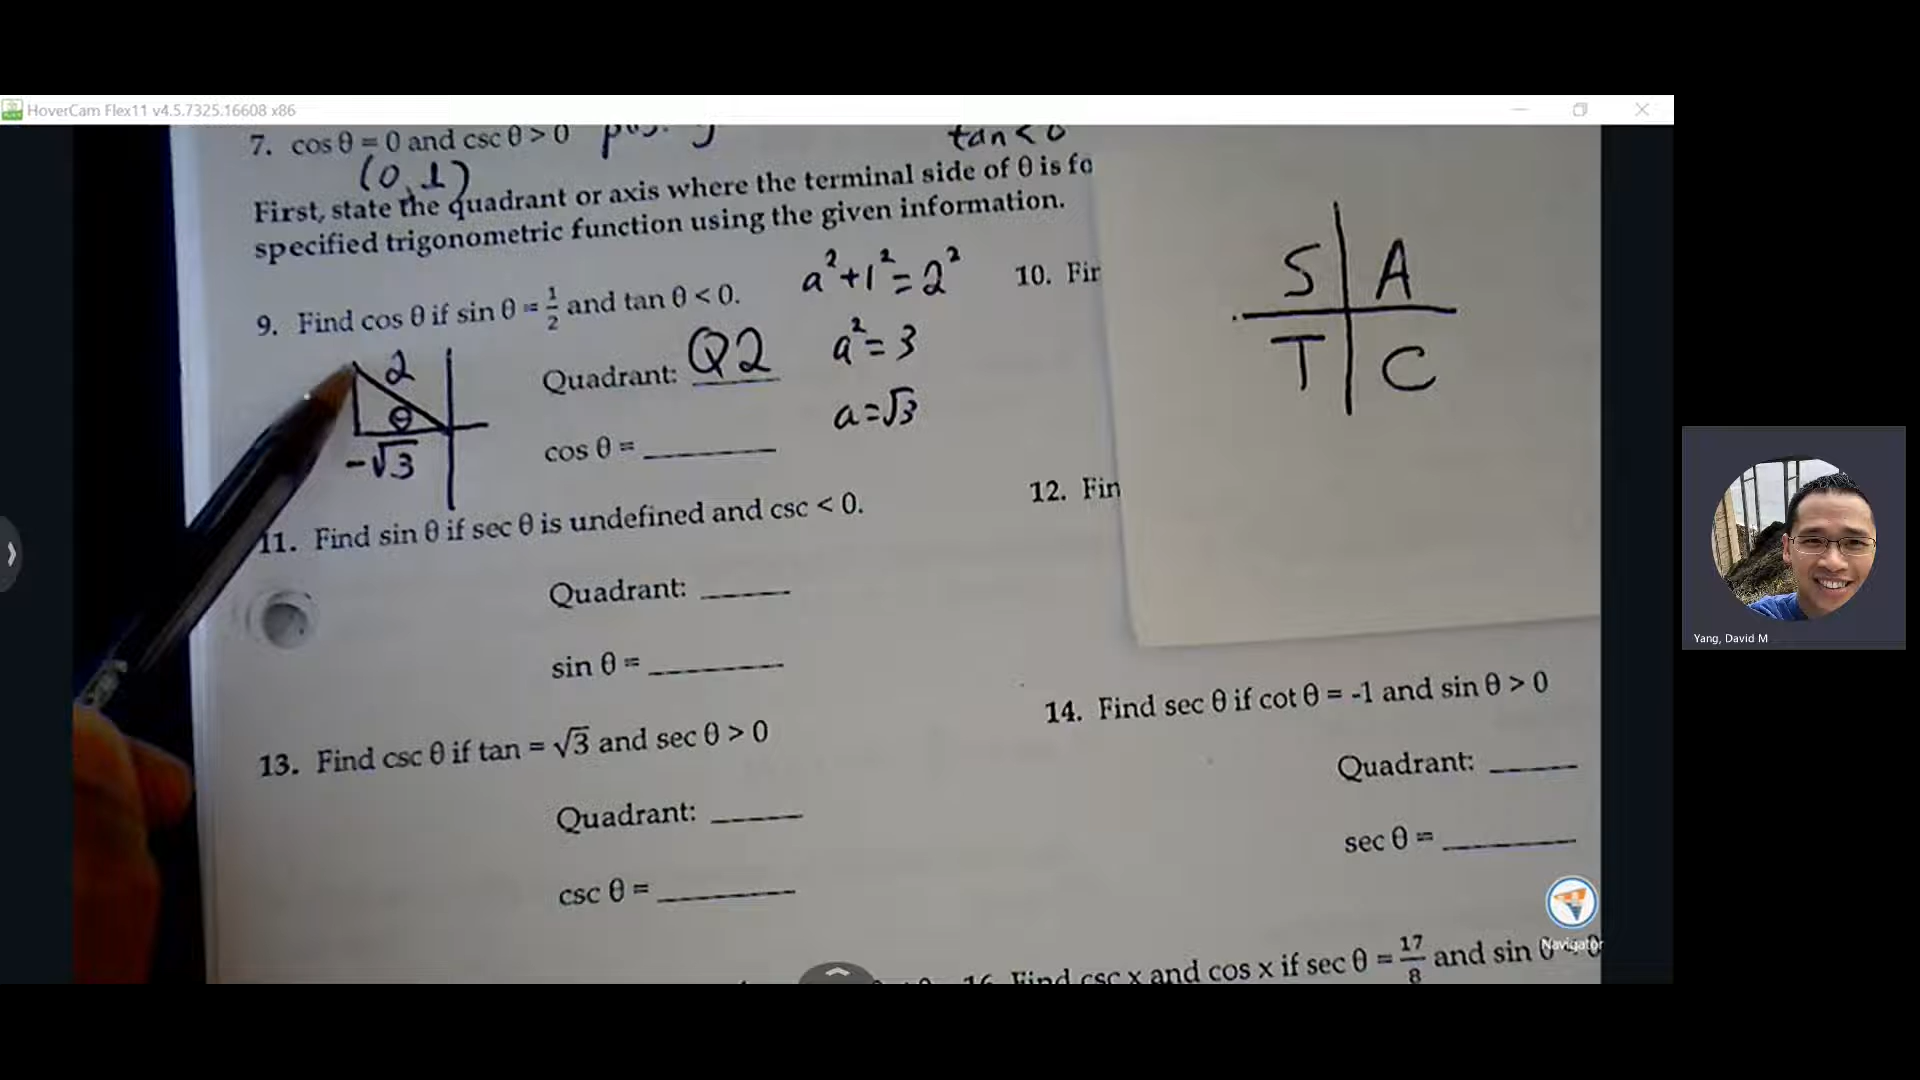 HoverCam Flex11 v4.5.7325.16608 x86
7. cos θ = 0 and csc θ > 0
tan < 0
(0, 1)
First, state the quadrant or axis where the terminal side of θ is fo
specified trigonometric function using the given information.
9. Find cos θ if sin θ = 1/2 and tan θ < 0.
a² + 1² = 2²
10. Fin
S A
T C
2
θ
-√3
Quadrant: Q2
a² = 3
a = √3
cos θ = ______
11. Find sin θ if sec θ is undefined and csc < 0.
12. Fin
Quadrant: ______
sin θ = ______
13. Find csc θ if tan = √3 and sec θ > 0
14. Find sec θ if cot θ = -1 and sin θ > 0
Quadrant: ______
Quadrant: ______
csc θ = ______
sec θ = ______
16. Find csc x and cos x if sec θ = 17/8 and sin θ
Navigator
Yang, David M